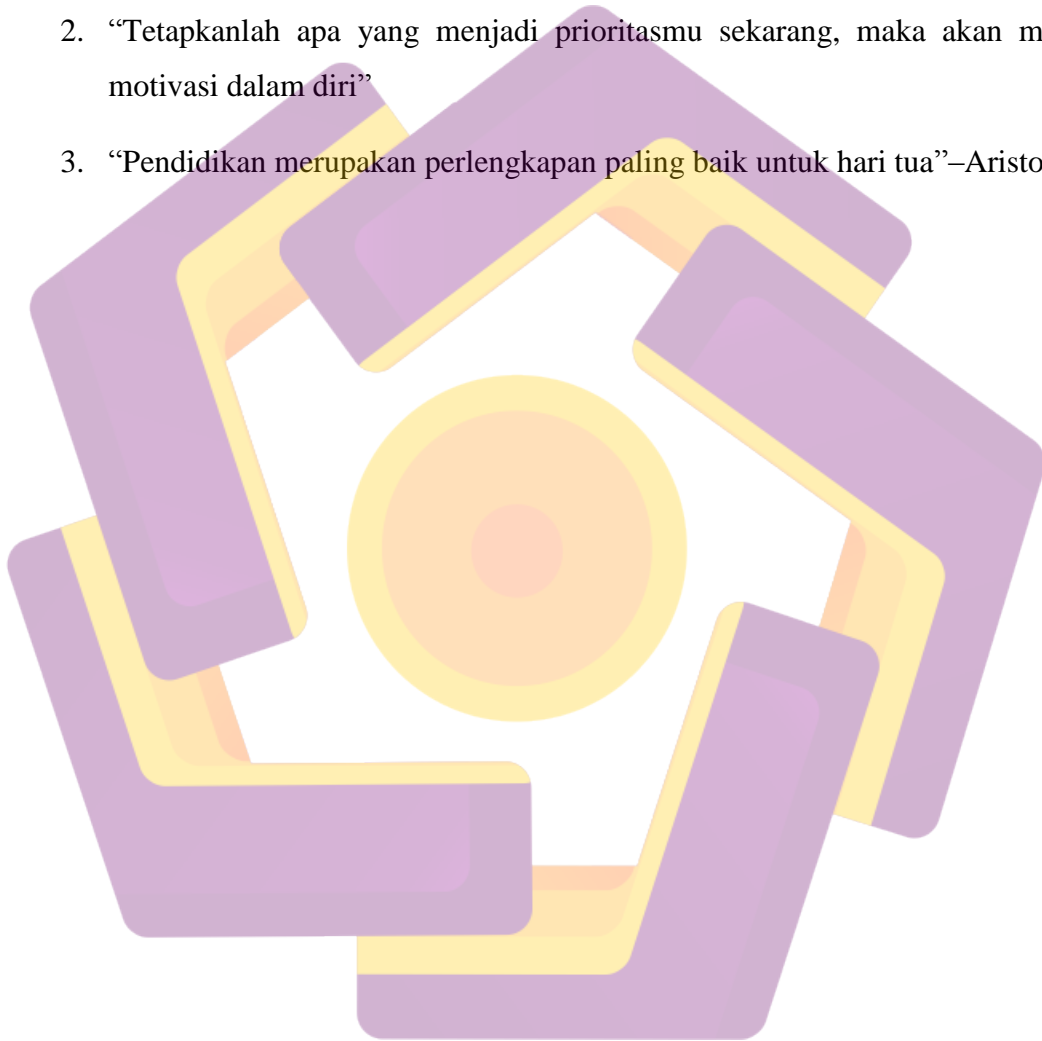 2. “Tetapkanlah apa yang menjadi prioritasmu sekarang, maka akan
motivasi dalam diri”
3. “Pendidikan merupakan perlengkapan paling baik untuk hari tua”–Aristo